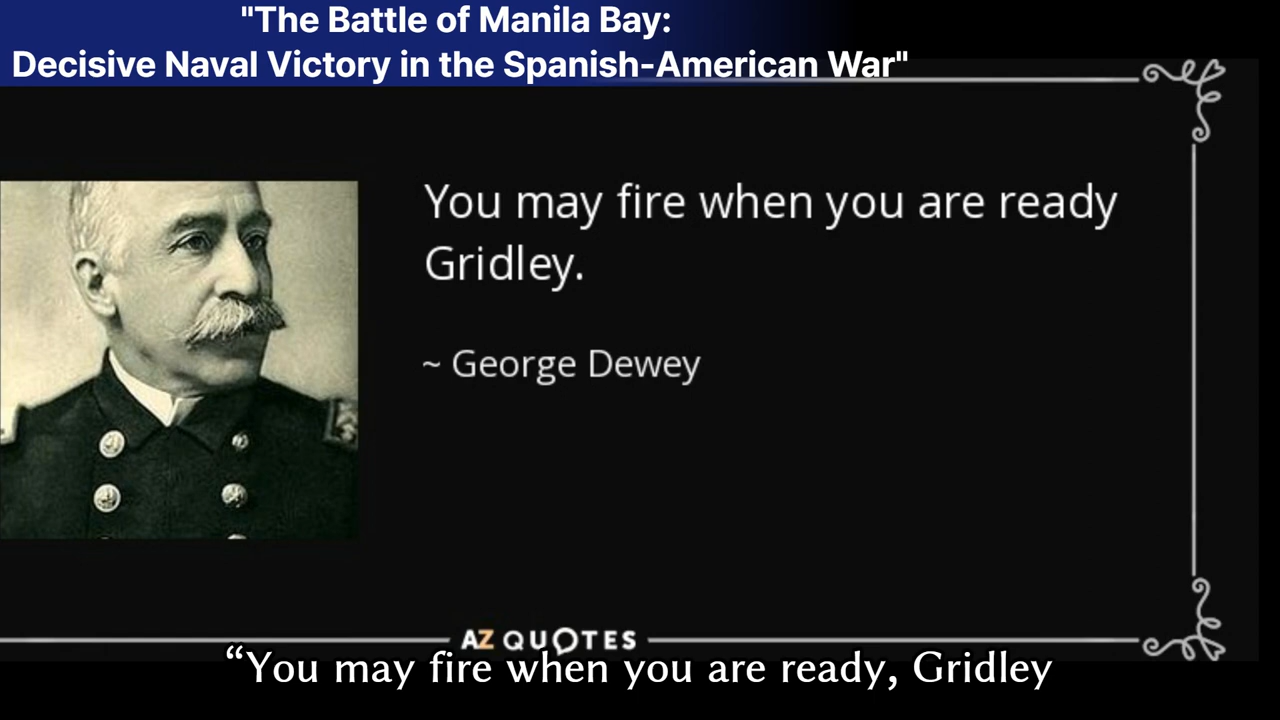 "The Battle of Manila Bay:
Decisive Naval Victory in the Spanish-American War"
You may fire when you are ready
Gridley.
~ George Dewey
AZ QUOTES
“You may fire when you are ready, Gridley